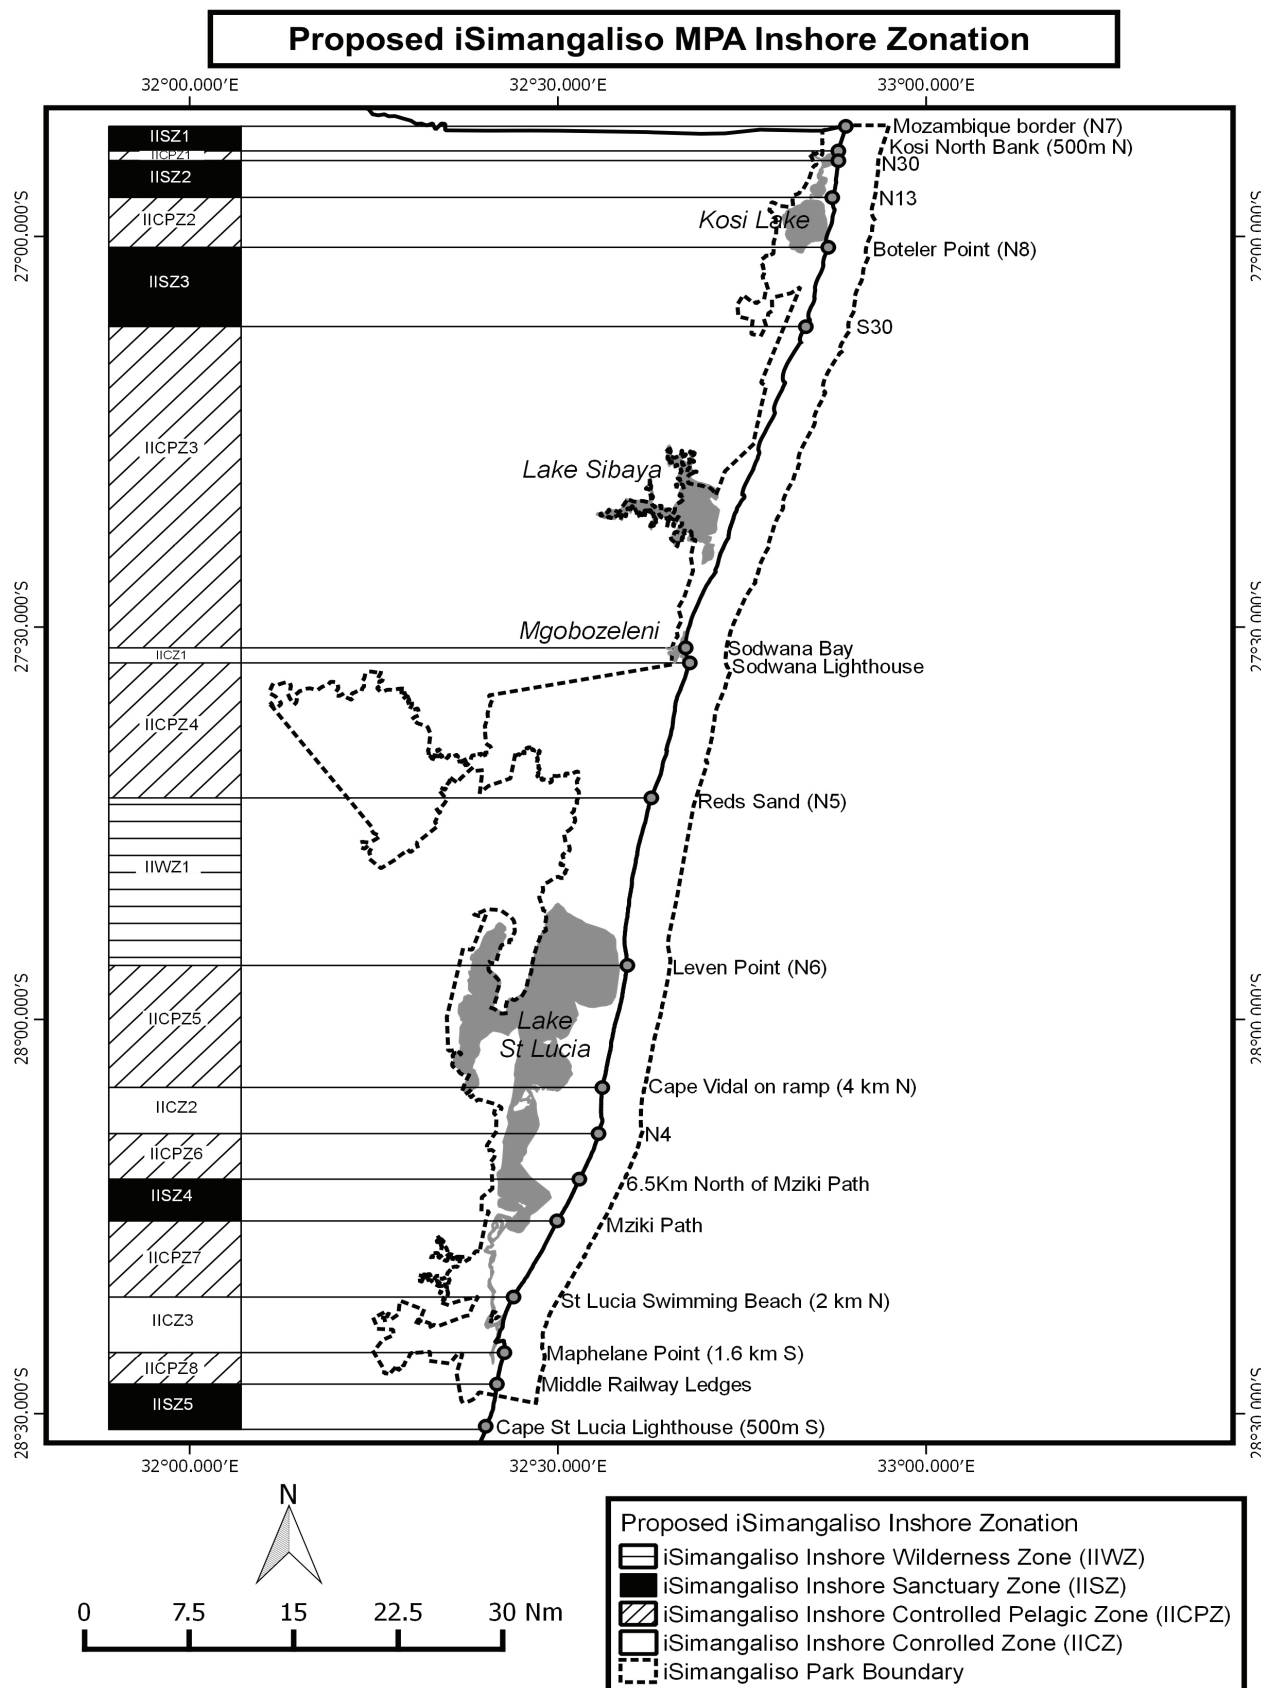 Proposed iSimangaliso MPA Inshore Zonation
32°00.000’E 32°30.000’E 33°00.000’E
IISZ1
IICPZ1
IISZ2
IICPZ2
IISZ3
IICPZ3
IICZ1
IICPZ4
IIWZ1
IICPZ5
IICZ2
IICPZ6
IISZ4
IICPZ7
IICZ3
IICPZ8
IISZ5
Mozambique border (N7)
Kosi North Bank (500m N)
N30
N13
Boteler Point (N8)
S30
Sodwana Bay
Sodwana Lighthouse
Reds Sand (N5)
Leven Point (N6)
Cape Vidal on ramp (4 km N)
N4
6.5Km North of Mziki Path
Mziki Path
St Lucia Swimming Beach (2 km N)
Maphelane Point (1.6 km S)
Middle Railway Ledges
Cape St Lucia Lighthouse (500m S)
Kosi Lake
Lake Sibaya
Mgobozeleni
Lake
St Lucia
27°00.000’S
27°30.000’S
28°00.000’S
28°30.000’S
27°00.000’S
27°30.000’S
28°00.000’S
28°30.000’S
32°00.000’E 32°30.000’E 33°00.000’E
N
0 7.5 15 22.5 30 Nm
Proposed iSimangaliso Inshore Zonation
iSimangaliso Inshore Wilderness Zone (IIWZ)
iSimangaliso Inshore Sanctuary Zone (IISZ)
iSimangaliso Inshore Controlled Pelagic Zone (IICPZ)
iSimangaliso Inshore Conrolled Zone (IICZ)
iSimangaliso Park Boundary